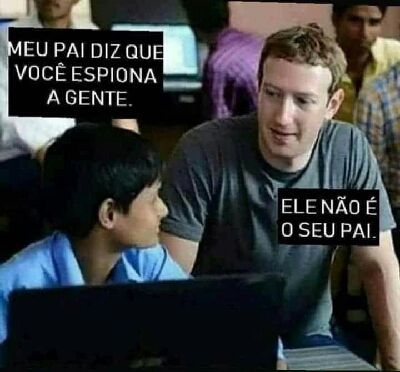 MEU PAI DIZ QUE
VOCÊ ESPIONA
A GENTE.
ELE NÃO É
O SEU PAI.